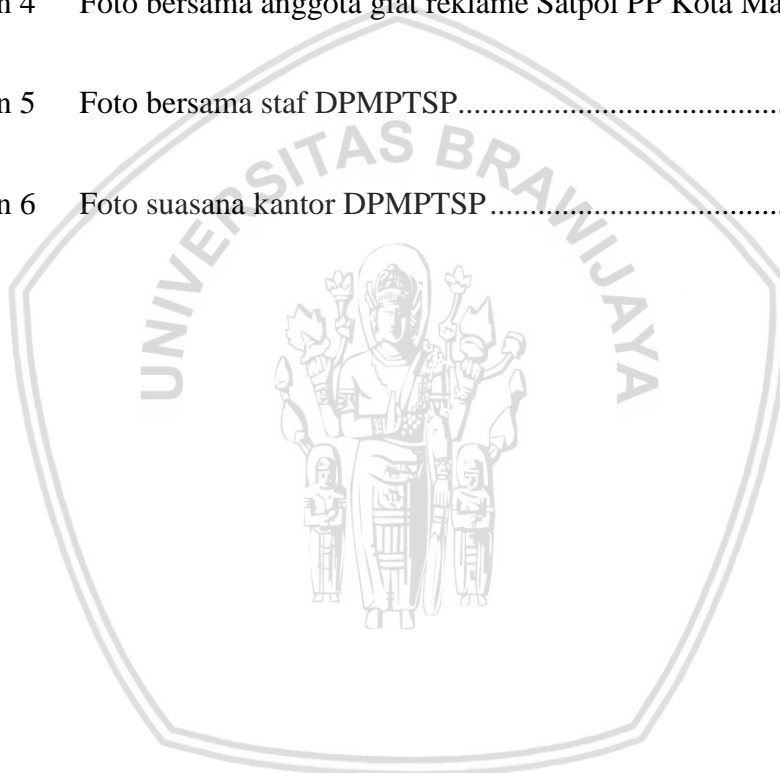 n 4 Foto bersama anggota giat reklame Satpol PP Kota Ma
n 5 Foto bersama staf DPMPTSP....................................
n 6 Foto suasana kantor DPMPTSP....................................
UNIVERSITAS BRAWIJAYA